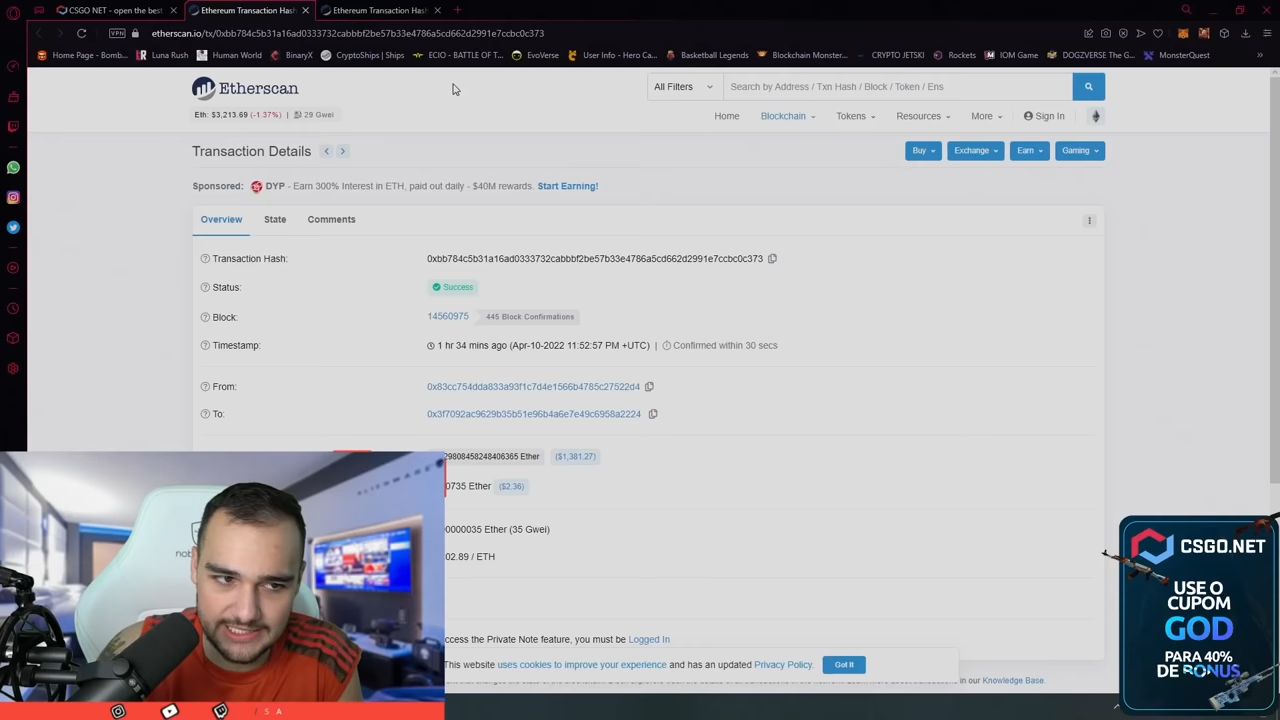 CSGO.NET - open the best
Ethereum Transaction Hash
Ethereum Transaction Hash
VPN
etherscan.io/tx/0xbb784c5b31a16ad0333732cabbbf2be57b33e4786a5cd662d2991e7ccbc0c373
Home Page - Bomb...
Luna Rush
Human World
BinaryX
CryptoShips | Ships
ECIO - BATTLE OF T...
EvoVerse
User Info - Hero Ca...
Basketball Legends
Blockchain Monster...
CRYPTO JETSKI
Rockets
IOM Game
DOGZVERSE The G...
MonsterQuest
Etherscan
All Filters
Search by Address / Txn Hash / Block / Token / Ens
Eth: $3,213.69 (-1.37%) | 29 Gwei
Home
Blockchain
Tokens
Resources
More
Sign In
Transaction Details
Buy
Exchange
Earn
Gaming
Sponsored: DYP - Earn 300% Interest in ETH, paid out daily - $40M rewards. Start Earning!
Overview
State
Comments
Transaction Hash:
0xbb784c5b31a16ad0333732cabbbf2be57b33e4786a5cd662d2991e7ccbc0c373
Status:
Success
Block:
14560975
445 Block Confirmations
Timestamp:
1 hr 34 mins ago (Apr-10-2022 11:52:57 PM +UTC) | Confirmed within 30 secs
From:
0x83cc754dda833a93f1c7d4e1566b4785c27522d4
To:
0x3f7092ac9629b35b51e96b4a6e7e49c6958a2224
29808458248406365 Ether
($1,381.27)
0735 Ether ($2.36)
0000035 Ether (35 Gwei)
02.89 / ETH
ccess the Private Note feature, you must be Logged In
This website uses cookies to improve your experience and has an updated Privacy Policy.
Got It
in our Knowledge Base.
CSGO.NET
USE O
CUPOM
GOD
PARA 40%
DE BONUS
/ S A